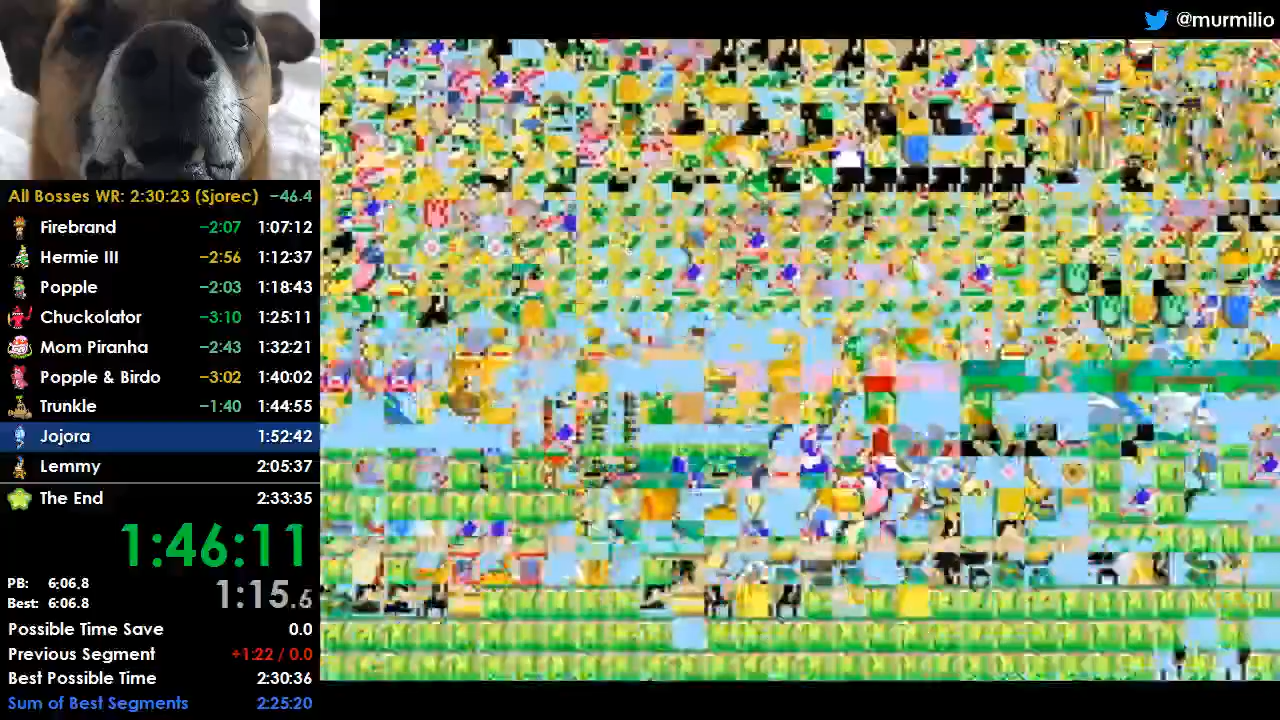 @murmilio
All Bosses WR: 2:30:23 (Sjorec) −46.4
Firebrand −2:07 1:07:12
Hermie III −2:56 1:12:37
Popple −2:03 1:18:43
Chuckolator −3:10 1:25:11
Mom Piranha −2:43 1:32:21
Popple & Birdo −3:02 1:40:02
Trunkle −1:40 1:44:55
Jojora 1:52:42
Lemmy 2:05:37
The End 2:33:35
1:46:11
PB: 6:06.8
Best: 6:06.8
1:15.6
Possible Time Save 0.0
Previous Segment +1:22 / 0.0
Best Possible Time 2:30:36
Sum of Best Segments 2:25:20